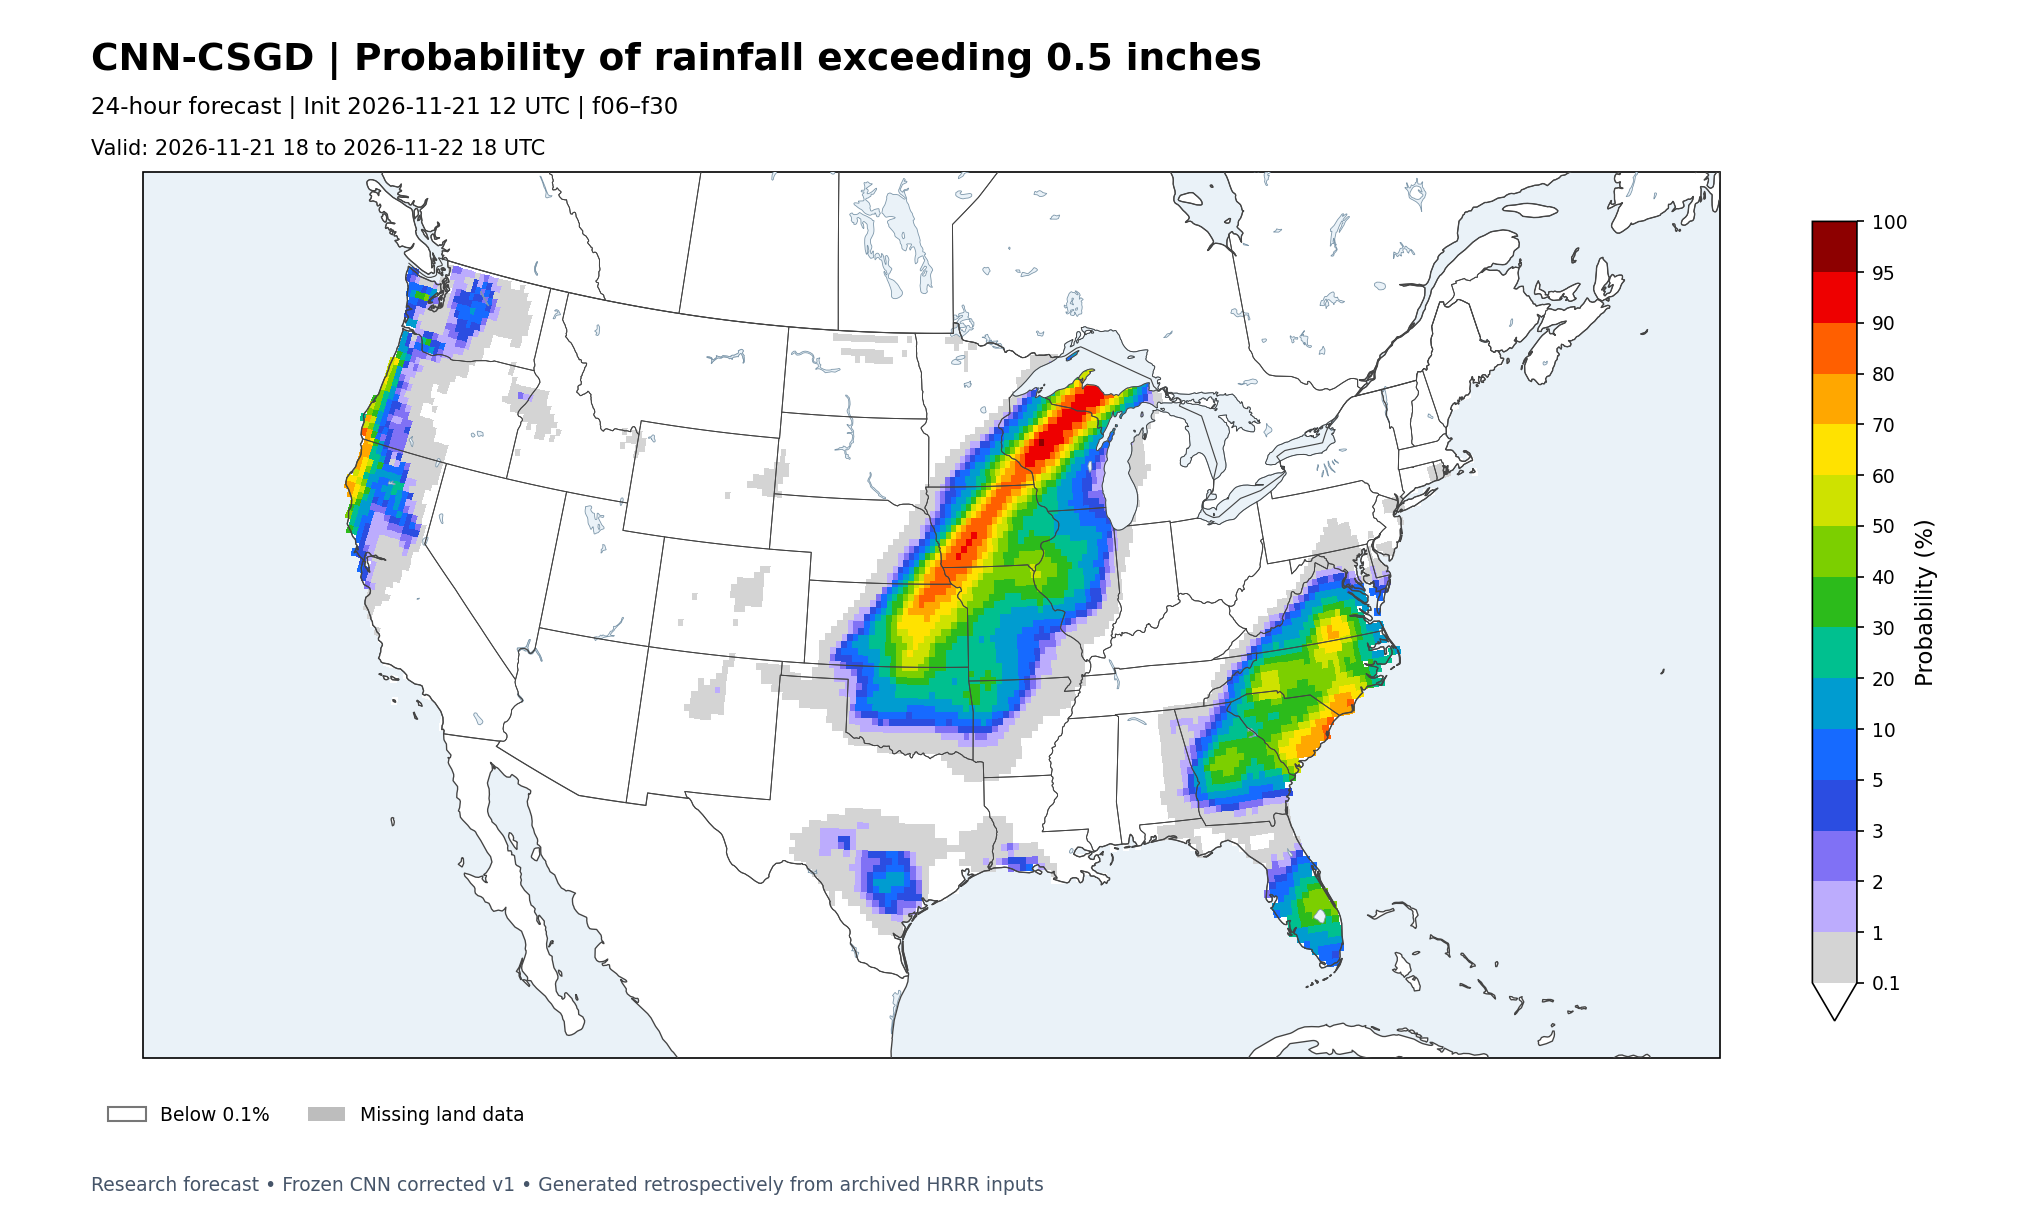 CNN-CSGD | Probability of rainfall exceeding 0.5 inches
24-hour forecast | Init 2026-11-21 12 UTC | f06–f30
Valid: 2026-11-21 18 to 2026-11-22 18 UTC
100
95
90
80
70
60
50
40
30
20
10
5
3
2
1
0.1
Probability (%)
Below 0.1%
Missing land data
Research forecast • Frozen CNN corrected v1 • Generated retrospectively from archived HRRR inputs